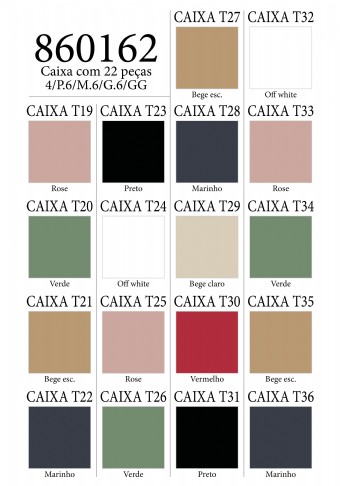 860162
Caixa com 22 peças
4/P.6/M.6/G.6/GG
CAIXA T27 CAIXA T32
Bege esc. Off white
CAIXA T19 CAIXA T23 CAIXA T28 CAIXA T33
Rose Preto Marinho Rose
CAIXA T20 CAIXA T24 CAIXA T29 CAIXA T34
Verde Off white Bege claro Verde
CAIXA T21 CAIXA T25 CAIXA T30 CAIXA T35
Bege esc. Rose Vermelho Bege esc.
CAIXA T22 CAIXA T26 CAIXA T31 CAIXA T36
Marinho Verde Preto Marinho